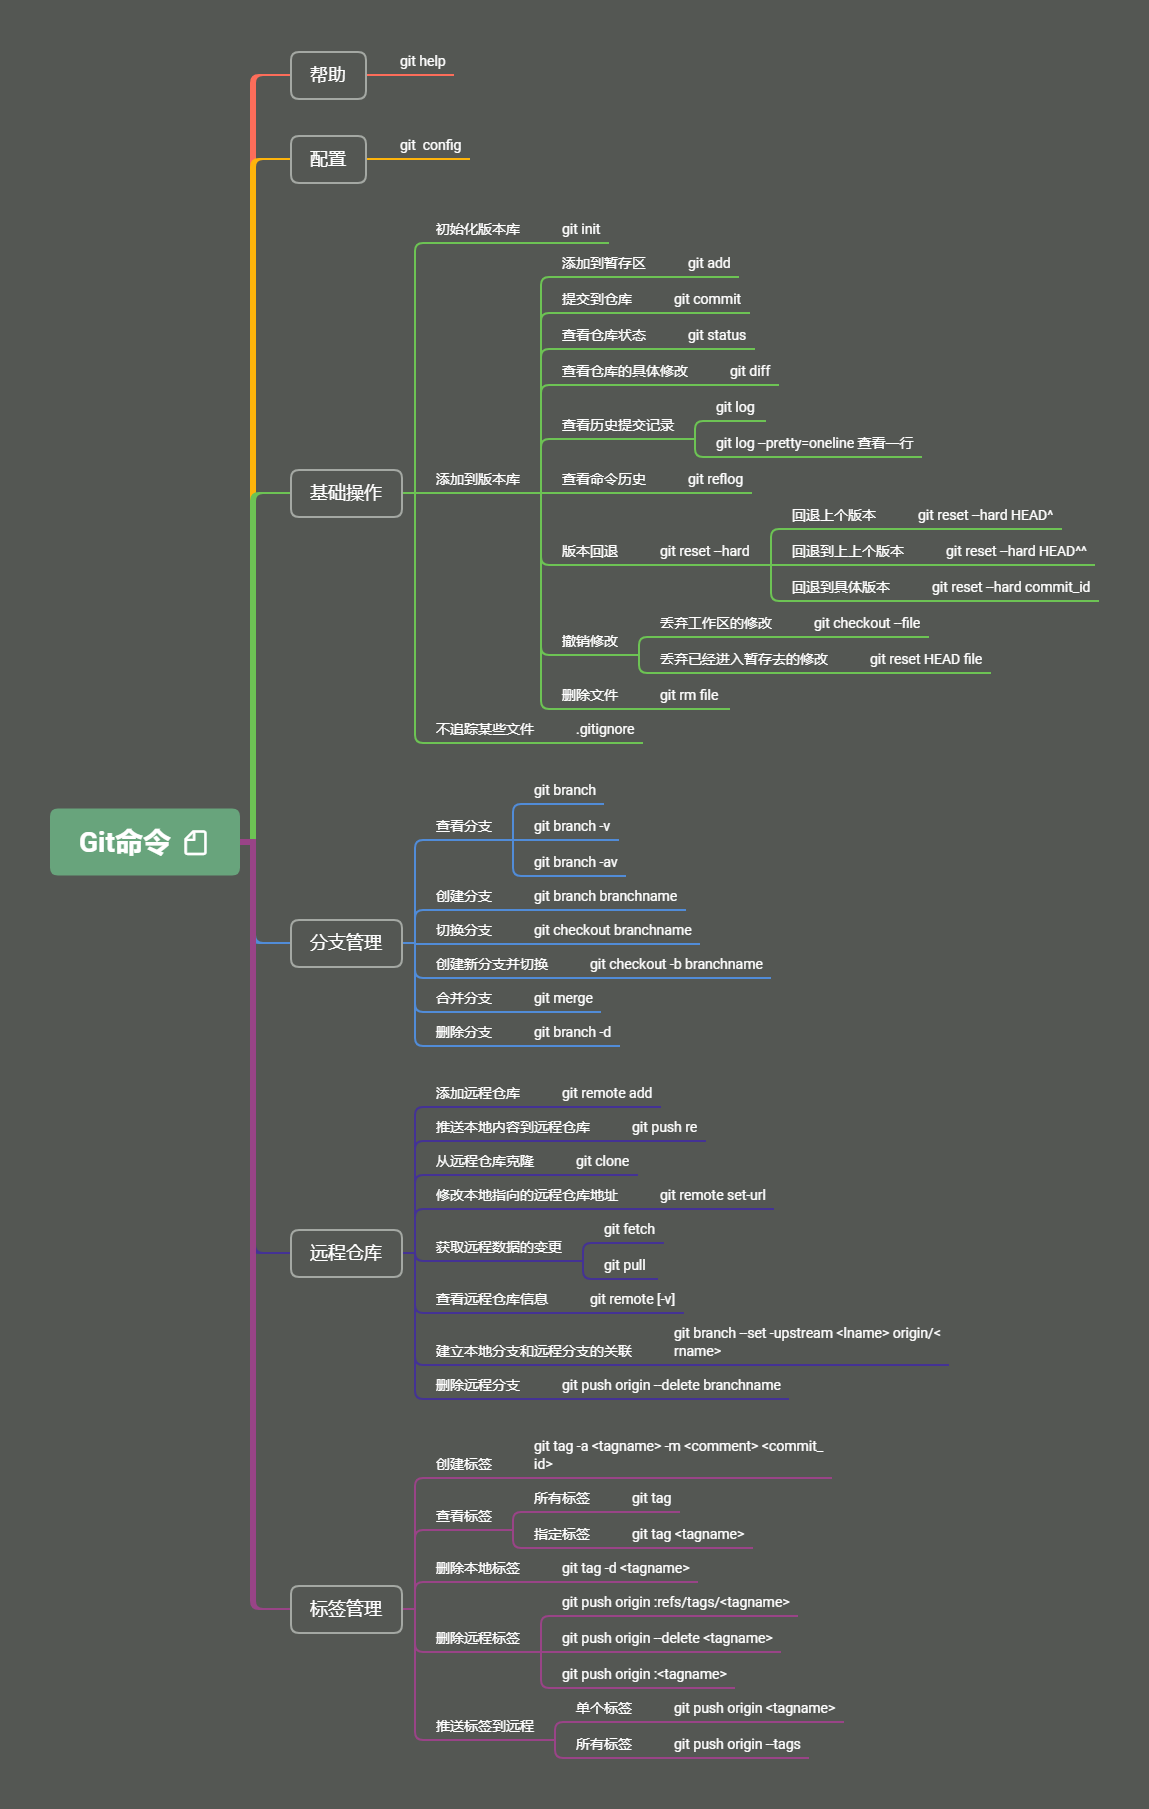 帮助
git help
配置
git  config
初始化版本库
git init
添加到暂存区
git add
提交到仓库
git commit
查看仓库状态
git status
查看仓库的具体修改
git diff
查看历史提交记录
git log
git log –pretty=oneline 查看一行
基础操作
添加到版本库
查看命令历史
git reflog
版本回退
git reset –hard
回退上个版本
git reset –hard HEAD^
回退到上上个版本
git reset –hard HEAD^^
回退到具体版本
git reset –hard commit_id
撤销修改
丢弃工作区的修改
git checkout –file
丢弃已经进入暂存去的修改
git reset HEAD file
删除文件
git rm file
不追踪某些文件
.gitignore
Git命令
分支管理
查看分支
git branch
git branch -v
git branch -av
创建分支
git branch branchname
切换分支
git checkout branchname
创建新分支并切换
git checkout -b branchname
合并分支
git merge
删除分支
git branch -d
远程仓库
添加远程仓库
git remote add
推送本地内容到远程仓库
git push re
从远程仓库克隆
git clone
修改本地指向的远程仓库地址
git remote set-url
获取远程数据的变更
git fetch
git pull
查看远程仓库信息
git remote [-v]
建立本地分支和远程分支的关联
git branch –set -upstream <lname> origin/<
rname>
删除远程分支
git push origin –delete branchname
标签管理
创建标签
git tag -a <tagname> -m <comment> <commit_
id>
查看标签
所有标签
git tag
指定标签
git tag <tagname>
删除本地标签
git tag -d <tagname>
删除远程标签
git push origin :refs/tags/<tagname>
git push origin –delete <tagname>
git push origin :<tagname>
推送标签到远程
单个标签
git push origin <tagname>
所有标签
git push origin –tags